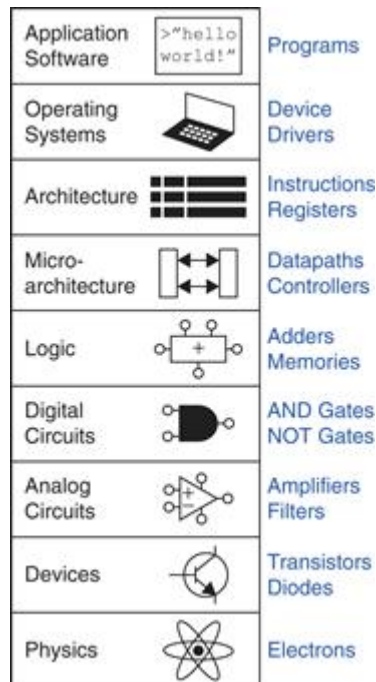 Application
Software
>"hello
world!"
Programs
Operating
Systems
Device
Drivers
Architecture
Instructions
Registers
Micro-
architecture
Datapaths
Controllers
Logic
+
Adders
Memories
Digital
Circuits
AND Gates
NOT Gates
Analog
Circuits
+
−
Amplifiers
Filters
Devices
Transistors
Diodes
Physics
Electrons